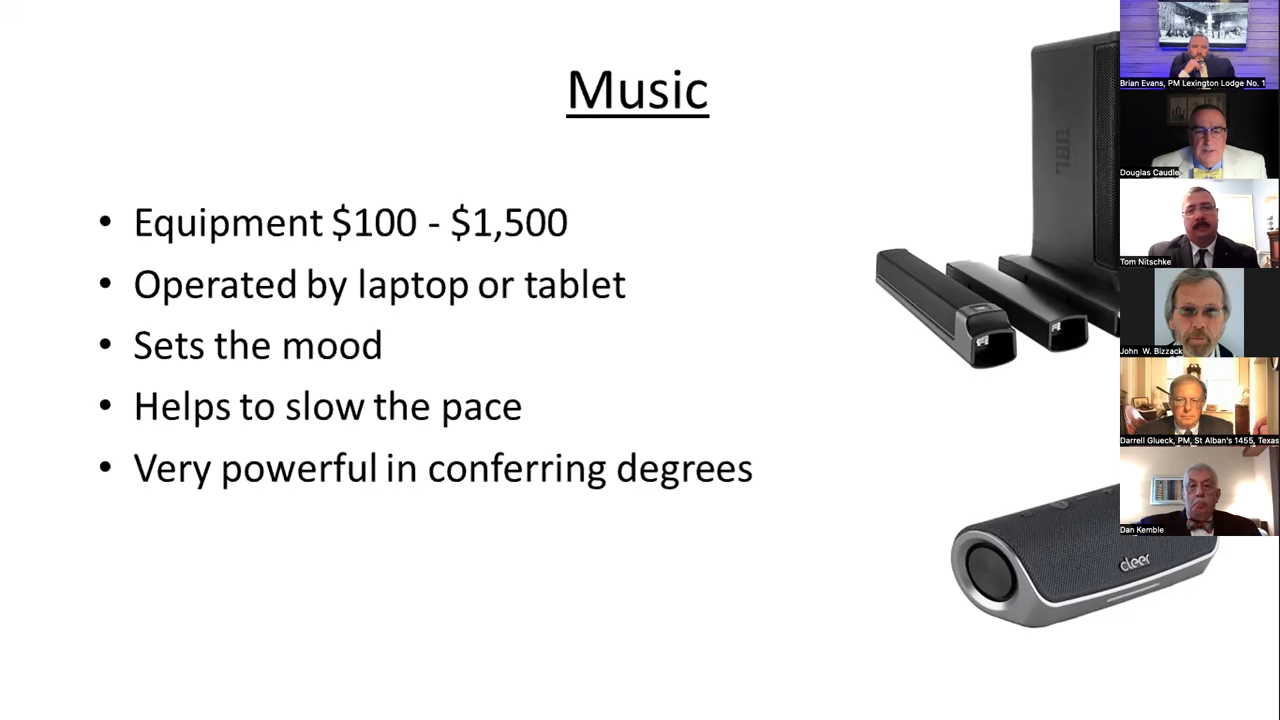 Music
• Equipment $100 - $1,500
• Operated by laptop or tablet
• Sets the mood
• Helps to slow the pace
• Very powerful in conferring degrees
JBL
cleer
Brian Evans, PM Lexington Lodge No. 1
Douglas Caudle
Tom Nitschke
John W. Bizzack
Darrell Glueck, PM, St Alban's 1455, Texas
Dan Kemble